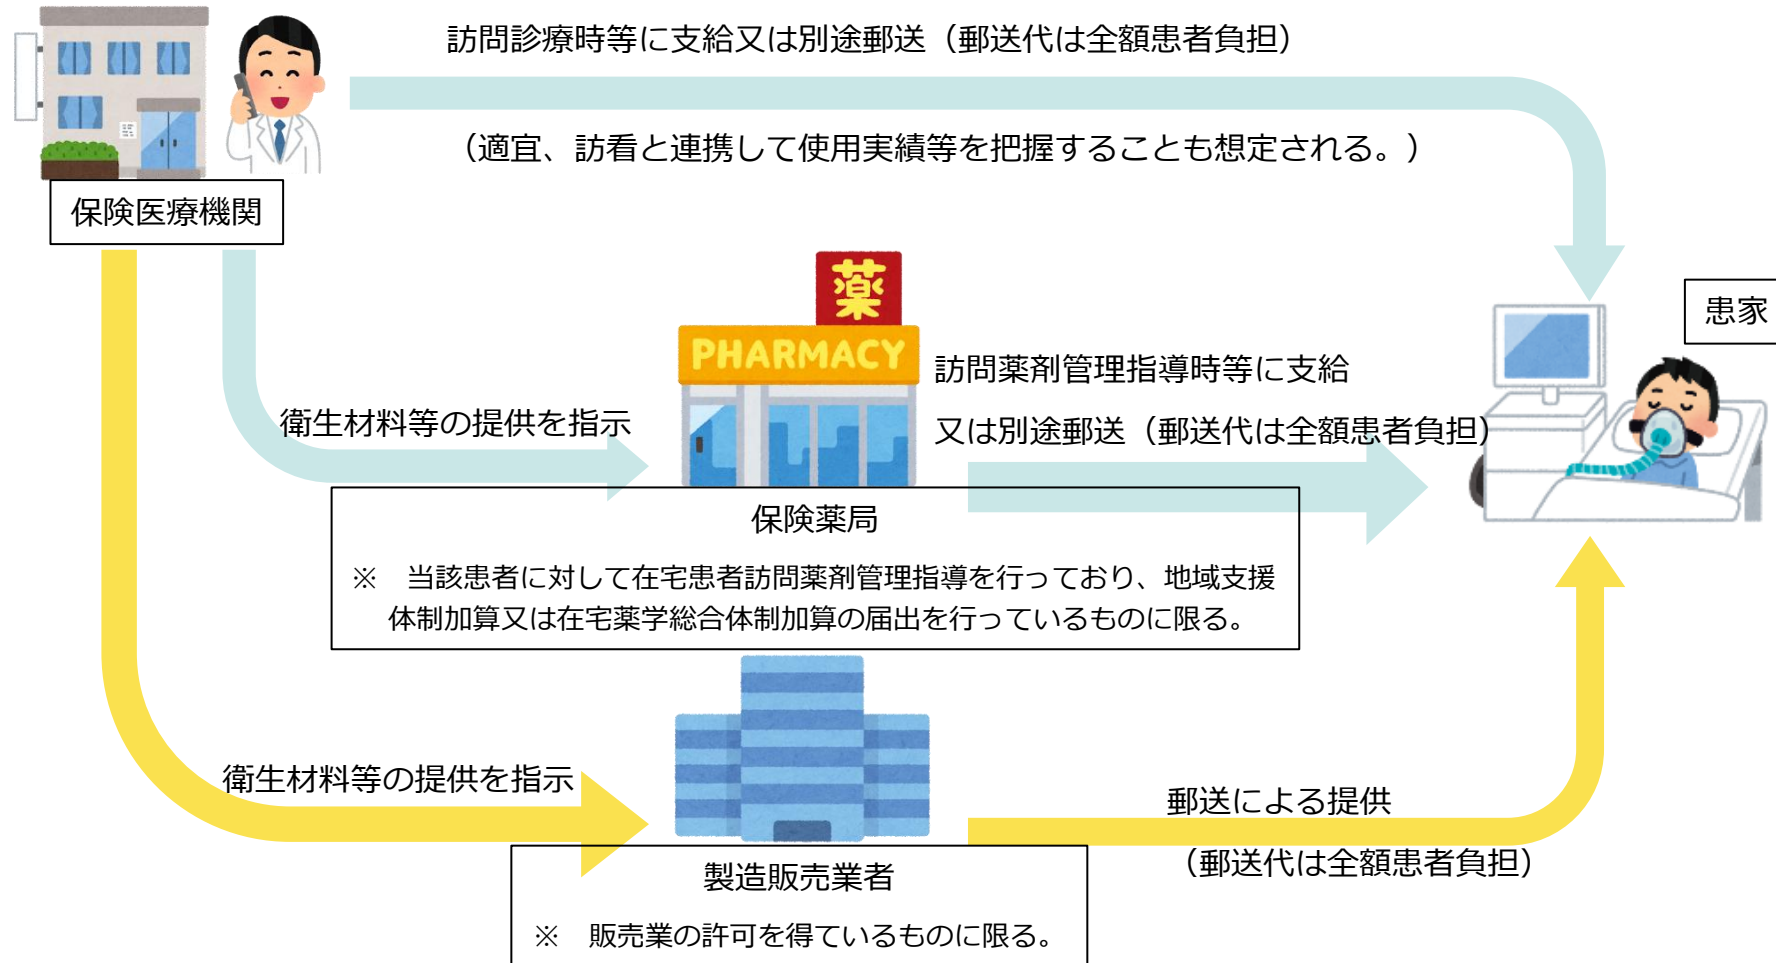 訪問診療時等に支給又は別途郵送（郵送代は全額患者負担）
（適宜、訪看と連携して使用実績等を把握することも想定される。）
保険医療機関
薬
PHARMACY
患家
訪問薬剤管理指導時等に支給
又は別途郵送（郵送代は全額患者負担）
衛生材料等の提供を指示
保険薬局
※　当該患者に対して在宅患者訪問薬剤管理指導を行っており、地域支援
体制加算又は在宅薬学総合体制加算の届出を行っているものに限る。
衛生材料等の提供を指示
郵送による提供
（郵送代は全額患者負担）
製造販売業者
※　販売業の許可を得ているものに限る。